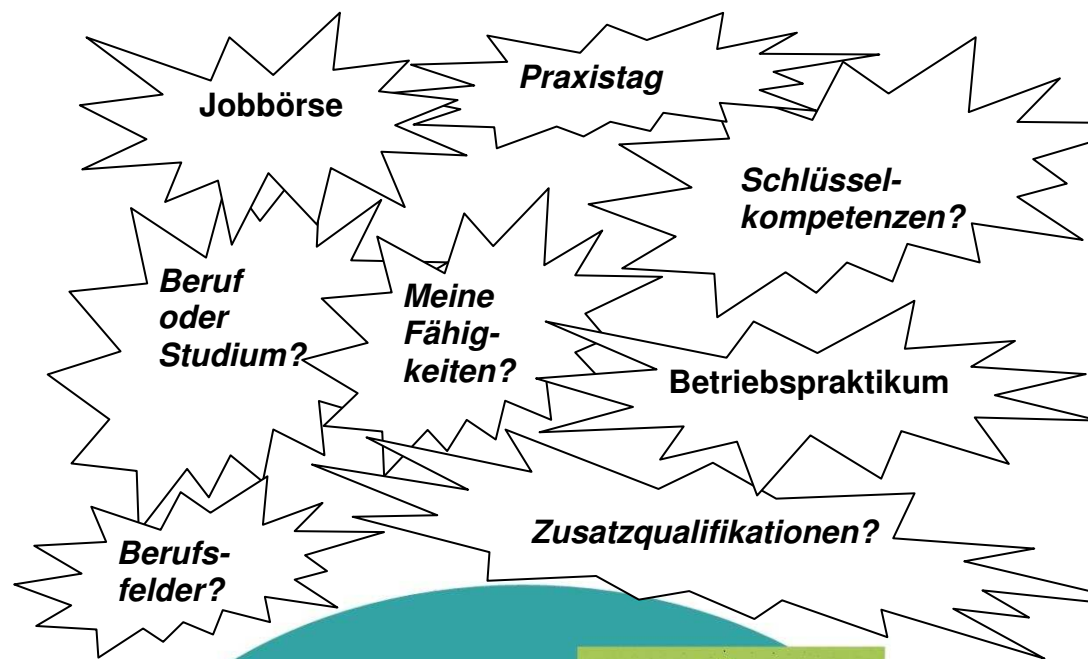 Jobbörse
Praxistag
Schlüssel-
kompetenzen?
Beruf
oder
Studium?
Meine
Fähig-
keiten?
Betriebspraktikum
Zusatzqualifikationen?
Berufs-
felder?